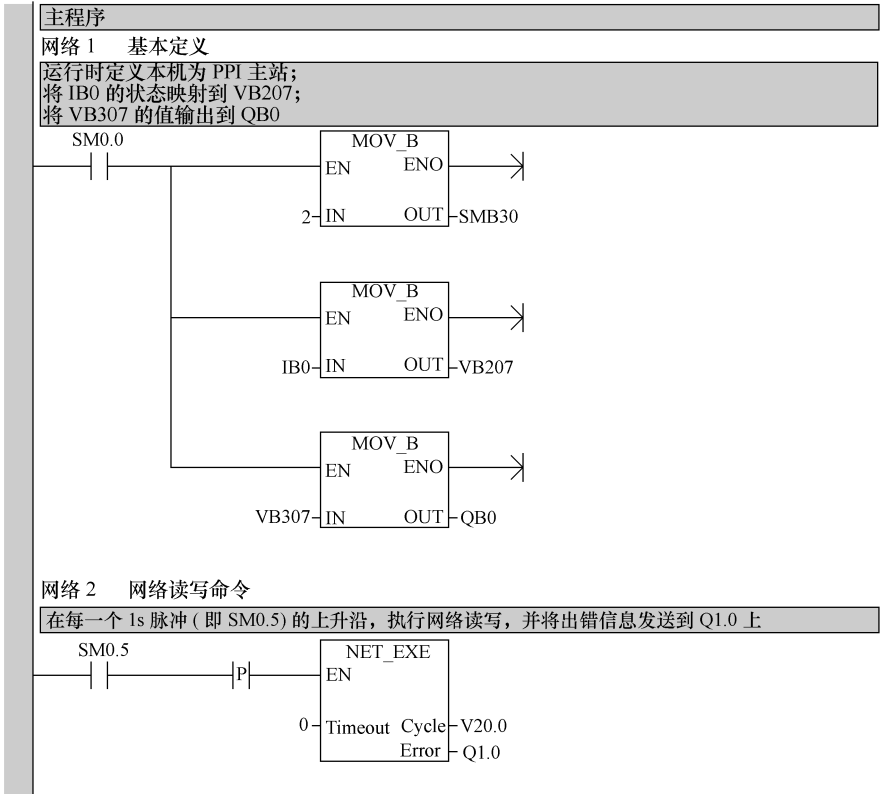 主程序
网络 1 基本定义
运行时定义本机为 PPI 主站；
将 IB0 的状态映射到 VB207；
将 VB307 的值输出到 QB0
SM0.0
MOV_B
EN ENO
2 IN OUT SMB30
MOV_B
EN ENO
IB0 IN OUT VB207
MOV_B
EN ENO
VB307 IN OUT QB0
网络 2 网络读写命令
在每一个 1s 脉冲 ( 即 SM0.5) 的上升沿，执行网络读写，并将出错信息发送到 Q1.0 上
SM0.5
P
NET_EXE
EN
0 Timeout Cycle V20.0
Error Q1.0